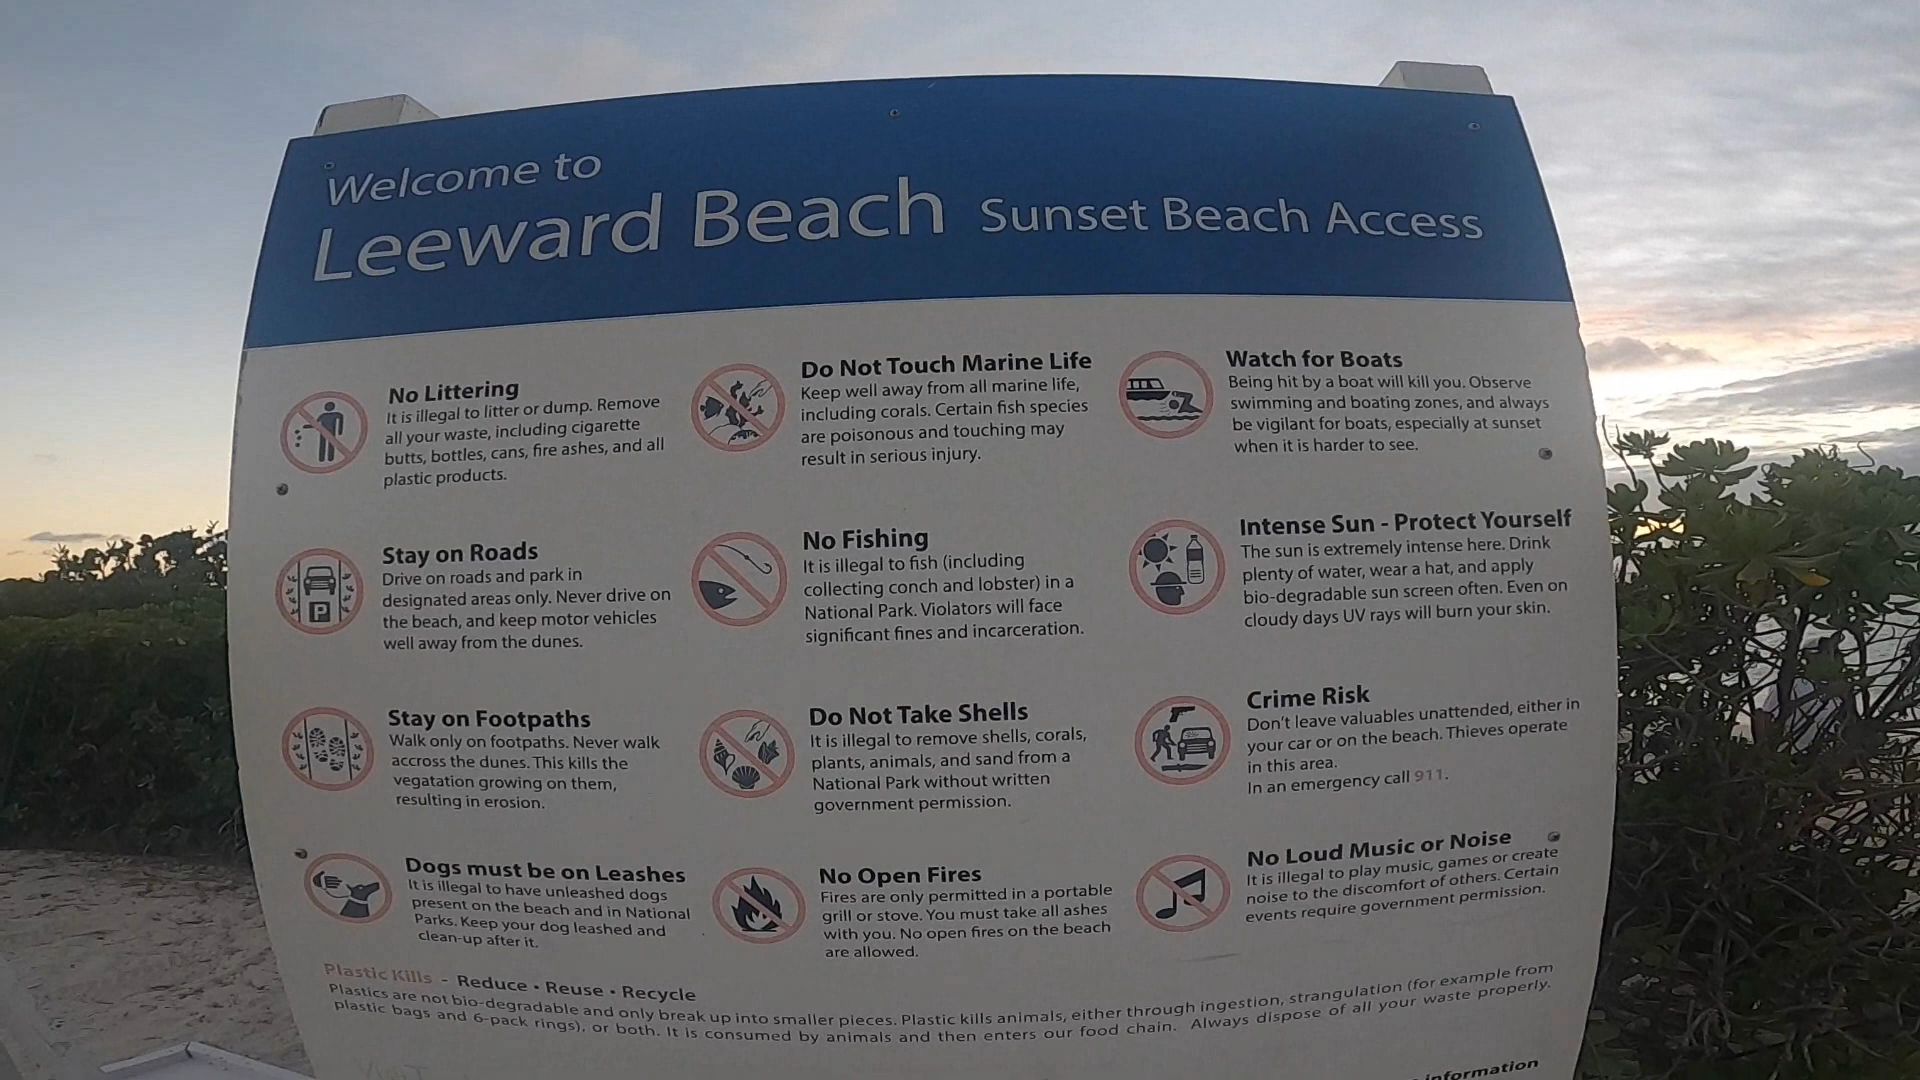 Welcome to
Leeward Beach Sunset Beach Access
No Littering
It is illegal to litter or dump. Remove
all your waste, including cigarette
butts, bottles, cans, fire ashes, and all
plastic products.
Stay on Roads
Drive on roads and park in
designated areas only. Never drive on
the beach, and keep motor vehicles
well away from the dunes.
P
Stay on Footpaths
Walk only on footpaths. Never walk
accross the dunes. This kills the
vegatation growing on them,
resulting in erosion.
Dogs must be on Leashes
It is illegal to have unleashed dogs
present on the beach and in National
Parks. Keep your dog leashed and
clean-up after it.
Do Not Touch Marine Life
Keep well away from all marine life,
including corals. Certain fish species
are poisonous and touching may
result in serious injury.
No Fishing
It is illegal to fish (including
collecting conch and lobster) in a
National Park. Violators will face
significant fines and incarceration.
Do Not Take Shells
It is illegal to remove shells, corals,
plants, animals, and sand from a
National Park without written
government permission.
No Open Fires
Fires are only permitted in a portable
grill or stove. You must take all ashes
with you. No open fires on the beach
are allowed.
Watch for Boats
Being hit by a boat will kill you. Observe
swimming and boating zones, and always
be vigilant for boats, especially at sunset
when it is harder to see.
Intense Sun - Protect Yourself
The sun is extremely intense here. Drink
plenty of water, wear a hat, and apply
bio-degradable sun screen often. Even on
cloudy days UV rays will burn your skin.
Crime Risk
Don't leave valuables unattended, either in
your car or on the beach. Thieves operate
in this area.
In an emergency call 911.
No Loud Music or Noise
It is illegal to play music, games or create
noise to the discomfort of others. Certain
events require government permission.
Plastic Kills - Reduce • Reuse • Recycle
Plastics are not bio-degradable and only break up into smaller pieces. Plastic kills animals, either through ingestion, strangulation (for example from
plastic bags and 6-pack rings), or both. It is consumed by animals and then enters our food chain. Always dispose of all your waste properly.
information